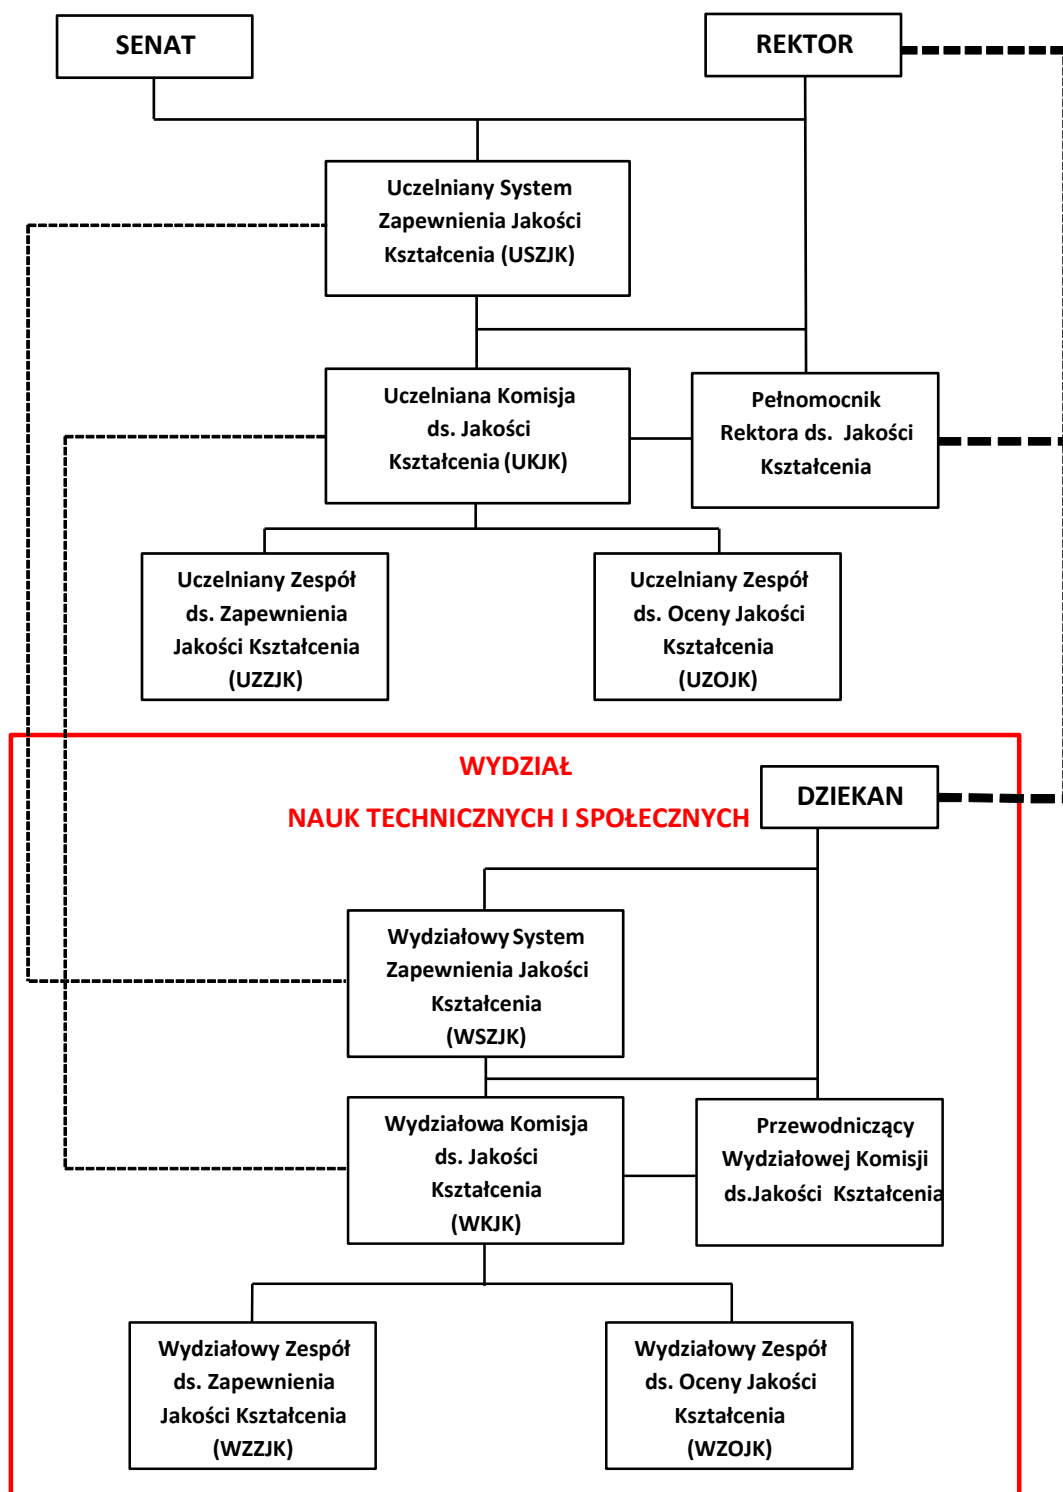 SENAT
REKTOR
Uczelniany System
Zapewnienia Jakości
Kształcenia (USZJK)
Uczelniana Komisja
ds. Jakości
Kształcenia (UKJK)
Pełnomocnik
Rektora ds. Jakości
Kształcenia
Uczelniany Zespół
ds. Zapewnienia
Jakości Kształcenia
(UZZJK)
Uczelniany Zespół
ds. Oceny Jakości
Kształcenia
(UZOJK)
WYDZIAŁ
NAUK TECHNICZNYCH I SPOŁECZNYCH
DZIEKAN
Wydziałowy System
Zapewnienia Jakości
Kształcenia
(WSZJK)
Wydziałowa Komisja
ds. Jakości
Kształcenia
(WKJK)
Przewodniczący
Wydziałowej Komisji
ds.Jakości Kształcenia
Wydziałowy Zespół
ds. Zapewnienia
Jakości Kształcenia
(WZZJK)
Wydziałowy Zespół
ds. Oceny Jakości
Kształcenia
(WZOJK)